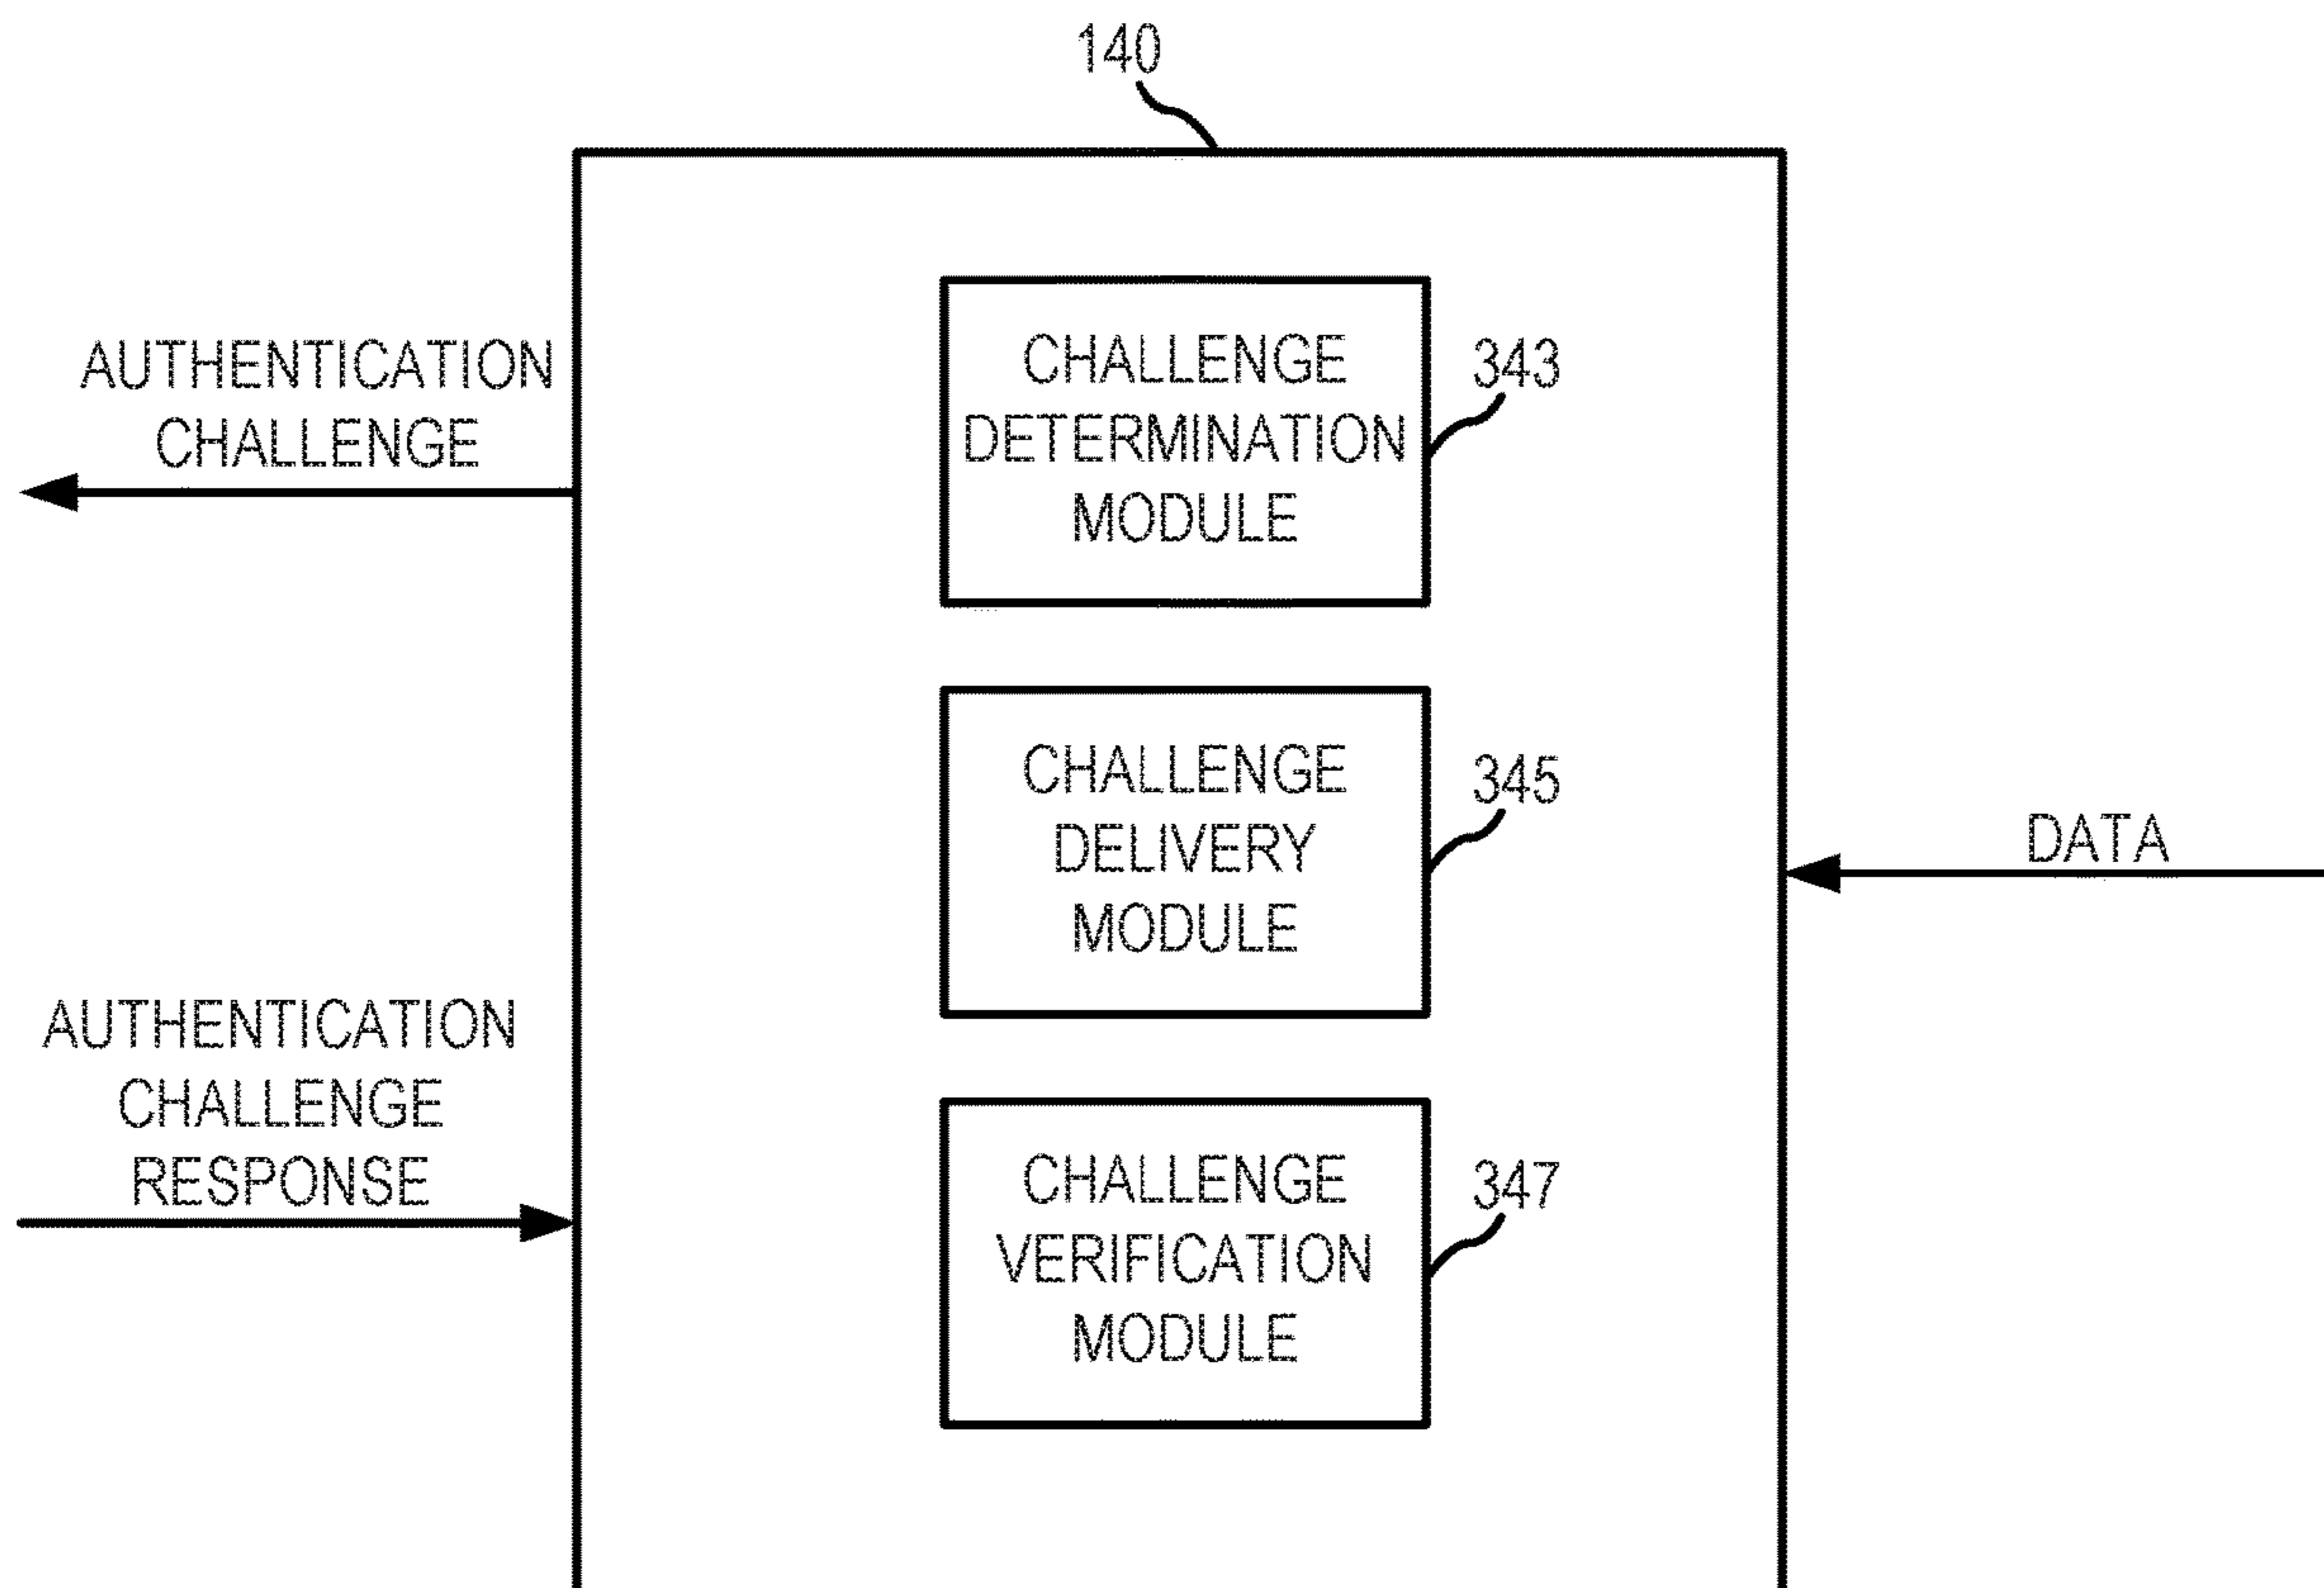 140
AUTHENTICATION
CHALLENGE
CHALLENGE
DETERMINATION
MODULE
343
CHALLENGE
DELIVERY
MODULE
345
DATA
AUTHENTICATION
CHALLENGE
RESPONSE
CHALLENGE
VERIFICATION
MODULE
347